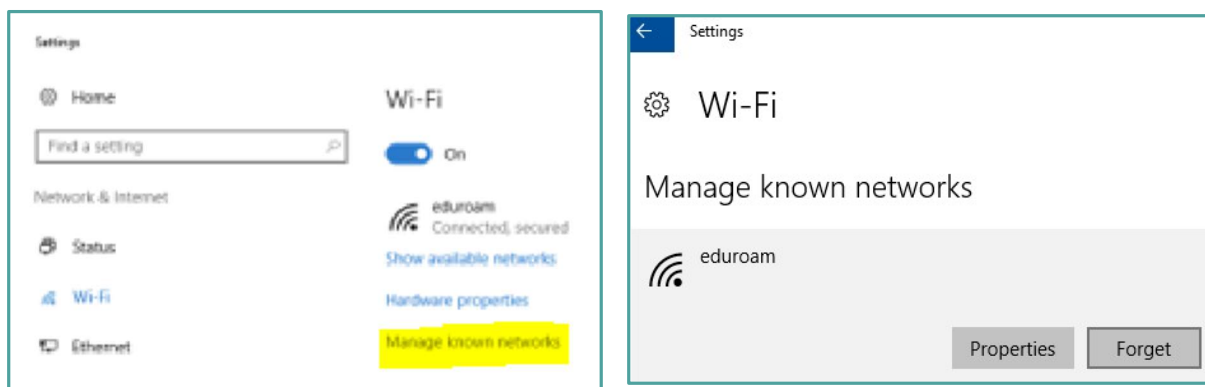 Settings
Home
Find a setting
Network & Internet
Status
Wi-Fi
Ethernet
Wi-Fi
On
eduroam
Connected, secured
Show available networks
Hardware properties
Manage known networks
Settings
Wi-Fi
Manage known networks
eduroam
Properties Forget